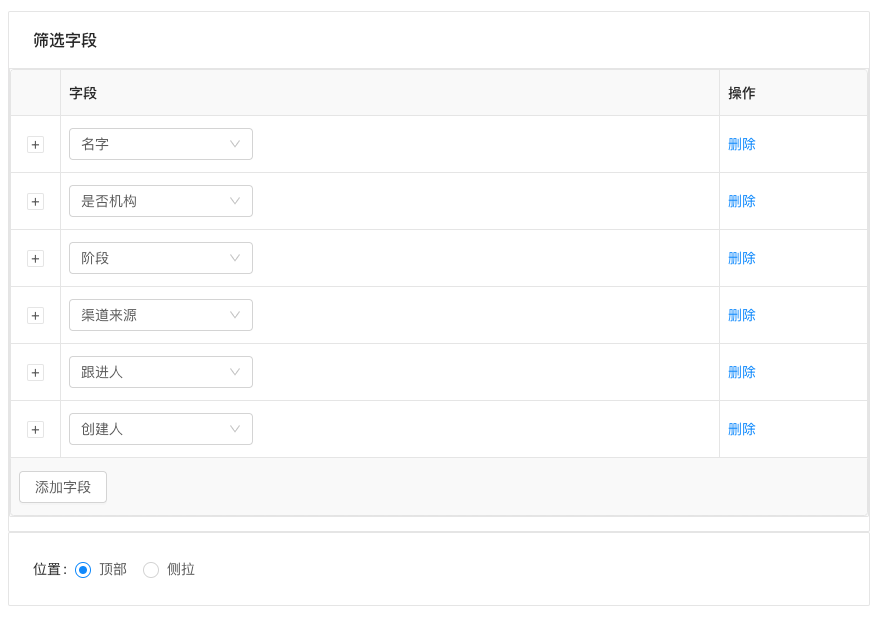 筛选字段
字段 操作
名字 删除
是否机构 删除
阶段 删除
渠道来源 删除
跟进人 删除
创建人 删除
添加字段
位置: 顶部 侧拉